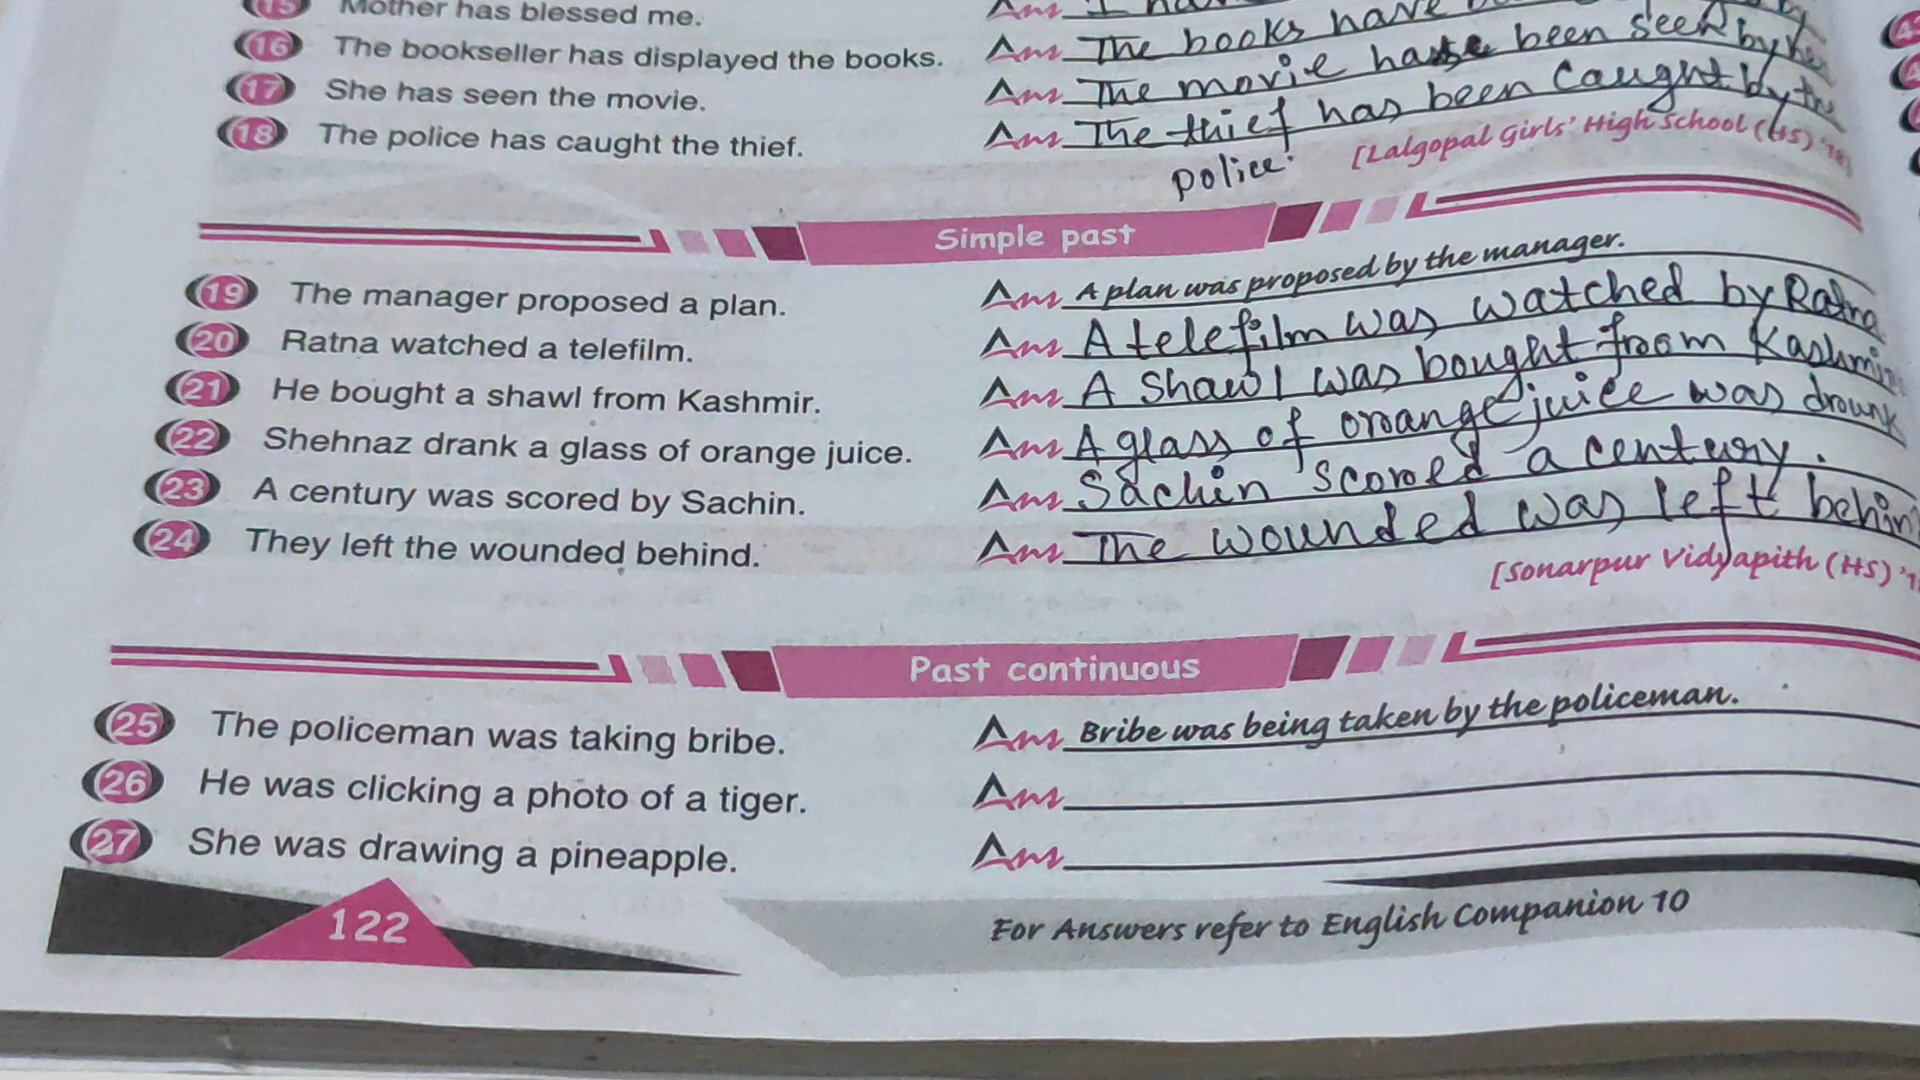 15 Mother has blessed me. Ans I
16 The bookseller has displayed the books. Ans The books have
17 She has seen the movie. Ans The movie has been seen by her
18 The police has caught the thief. Ans The thief has been caught by the
police. [Lalgopal Girls' High School (HS) '18]
Simple past
19 The manager proposed a plan. Ans A plan was proposed by the manager.
20 Ratna watched a telefilm. Ans A telefilm was watched by Ratna
21 He bought a shawl from Kashmir. Ans A shawl was bought from Kashmir
22 Shehnaz drank a glass of orange juice. Ans A glass of orange juice was drunk
23 A century was scored by Sachin. Ans Sachin scored a century.
24 They left the wounded behind. Ans The wounded was left behin
[Sonarpur Vidyapith (HS)
Past continuous
25 The policeman was taking bribe. Ans Bribe was being taken by the policeman.
26 He was clicking a photo of a tiger. Ans
27 She was drawing a pineapple. Ans
122 For Answers refer to English Companion 10